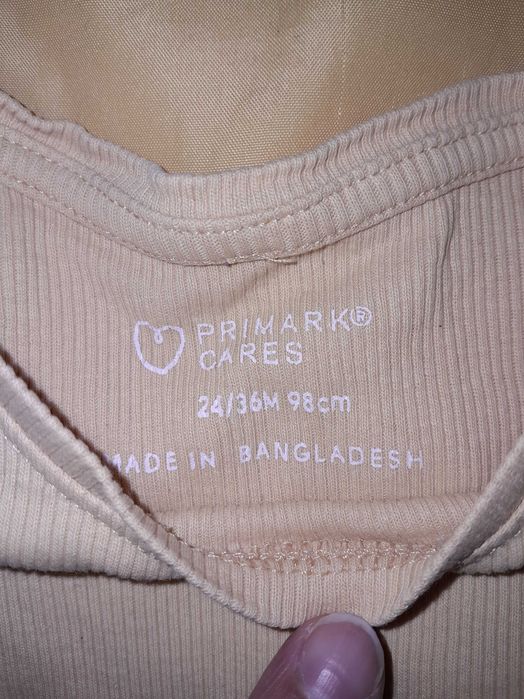 PRIMARK®
CARES
24/36M 98cm
MADE IN BANGLADESH